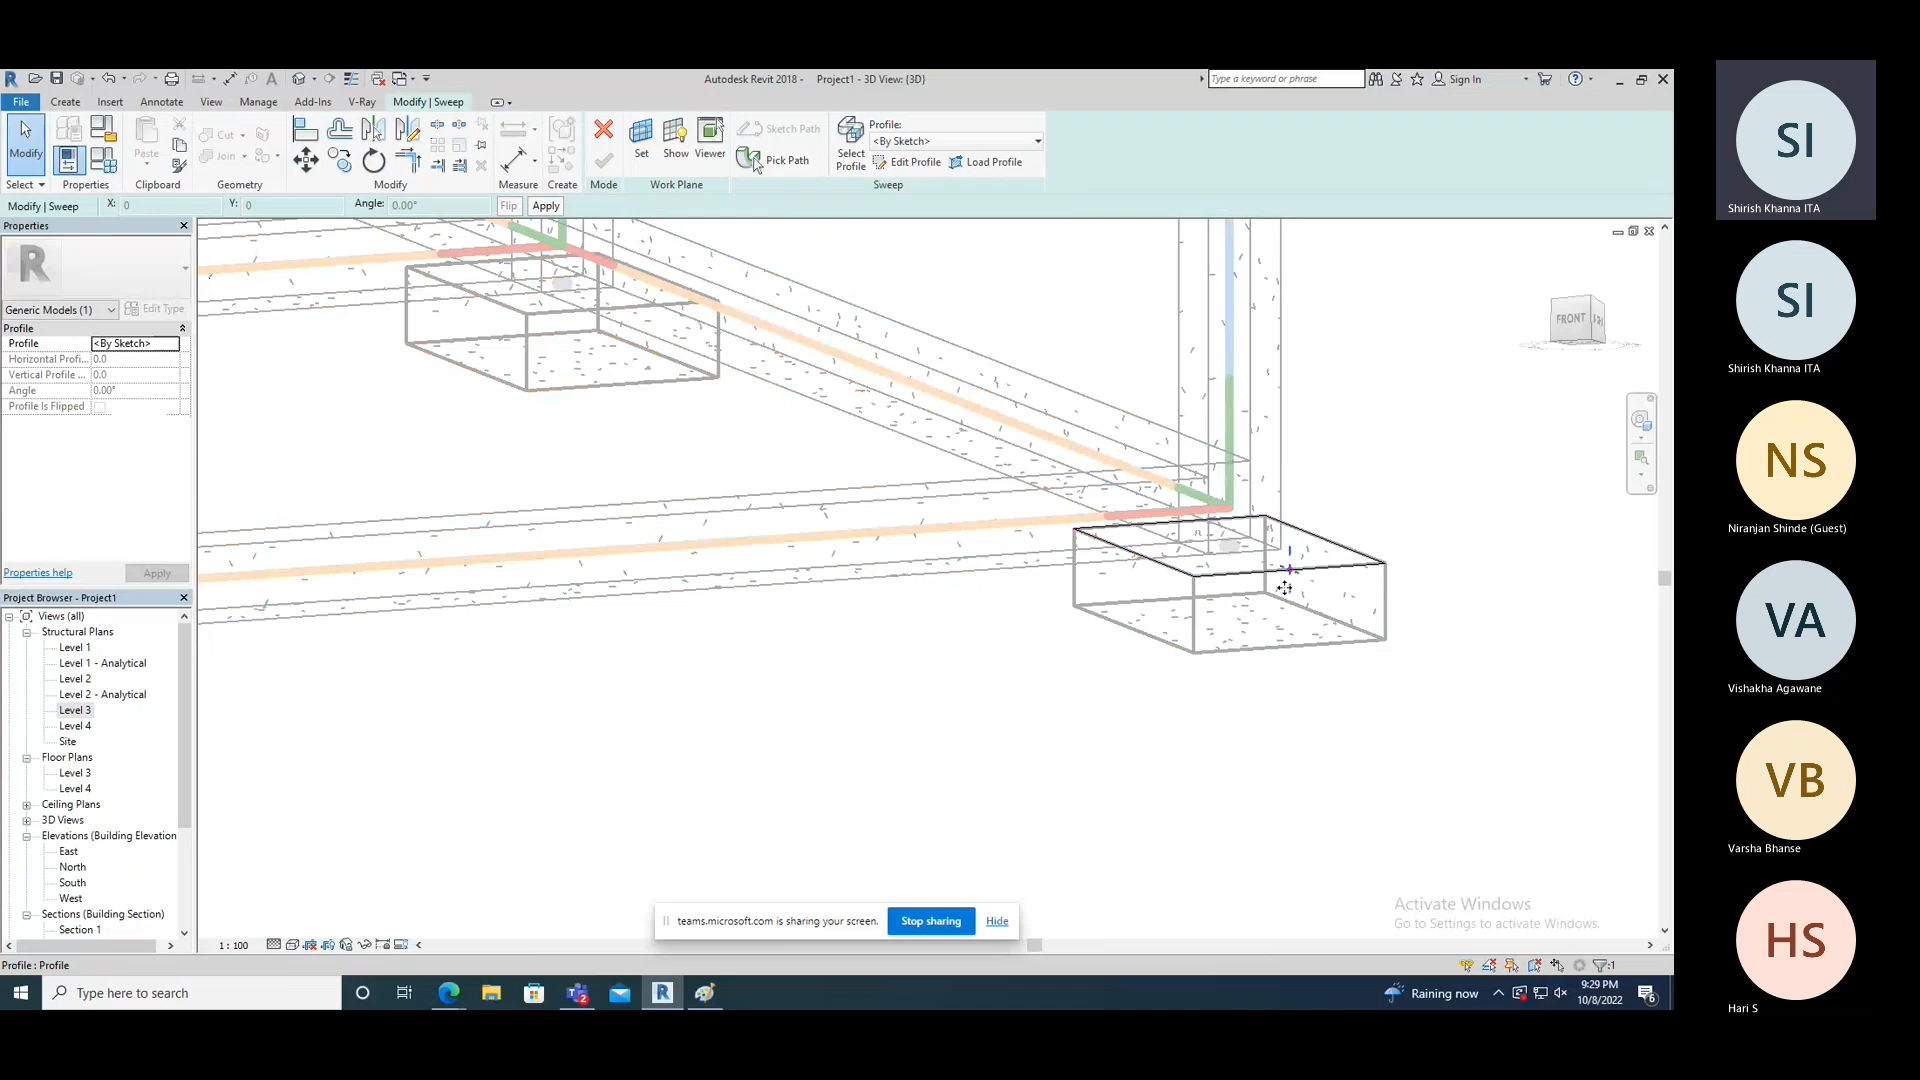 Autodesk Revit 2018 -    Project1 - 3D View: {3D}
Type a keyword or phrase
Sign In
File
Create
Insert
Annotate
View
Manage
Add-Ins
V-Ray
Modify | Sweep
Modify
Paste
Cut
Join
Set
Show
Viewer
Sketch Path
Pick Path
Select
Profile
Profile:
<By Sketch>
Edit Profile
Load Profile
Select
Properties
Clipboard
Geometry
Modify
Measure
Create
Mode
Work Plane
Sweep
Modify | Sweep
X: 0
Y: 0
Angle: 0.00°
Flip
Apply
Properties
R
Generic Models (1)
Edit Type
Profile
Profile <By Sketch>
Horizontal Profi... 0.0
Vertical Profile ... 0.0
Angle 0.00°
Profile Is Flipped
Properties help
Apply
Project Browser - Project1
Views (all)
Structural Plans
Level 1
Level 1 - Analytical
Level 2
Level 2 - Analytical
Level 3
Level 4
Site
Floor Plans
Level 3
Level 4
Ceiling Plans
3D Views
Elevations (Building Elevation
East
North
South
West
Sections (Building Section)
Section 1
FRONT
1 : 100
teams.microsoft.com is sharing your screen.
Stop sharing
Hide
Activate Windows
Go to Settings to activate Windows.
Profile : Profile
:1
Type here to search
2
R
Raining now
9:29 PM
10/8/2022
6
SI
Shirish Khanna ITA
SI
Shirish Khanna ITA
NS
Niranjan Shinde (Guest)
VA
Vishakha Agawane
VB
Varsha Bhanse
HS
Hari S